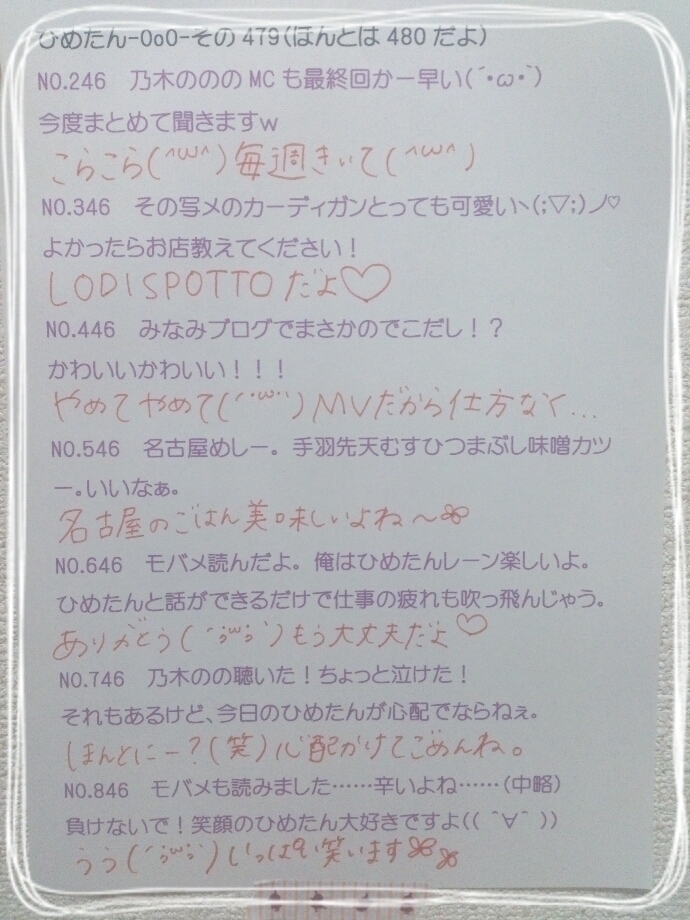 ひめたん-OoO-その479(ほんとは480だよ)
NO.246　乃木ののの MC も最終回かー早い(´・ω・`)
今度まとめて聞きますｗ
こらこら(^ω^)毎週きいて(^ω^)
NO.346　その写メのカーディガンとっても可愛いヽ(;▽;)ノ♡
よかったらお店教えてください！
LODISPOTTOだよ♡
NO.446　みなみブログでまさかのでこだし！？
かわいいかわいい！！！
やめてやめて(´･ω･`)MVだから仕方なく…
NO.546　名古屋めしー。手羽先天むすひつまぶし味噌カツ
ー。いいなぁ。
名古屋のごはん美味しいよね〜
NO.646　モバメ読んだよ。俺はひめたんレーン楽しいよ。
ひめたんと話ができるだけで仕事の疲れも吹っ飛んじゃう。
ありがとう(´;ω;`)もう大丈夫だよ♡
NO.746　乃木のの聴いた！ちょっと泣けた！
それもあるけど、今日のひめたんが心配でならねぇ。
ほんとにー？(笑)心配かけてごめんね。
NO.846　モバメも読みました……辛いよね……(中略)
負けないで！笑顔のひめたん大好きですよ(( ´∀` ))
うう(´;ω;`)いっぱい笑います